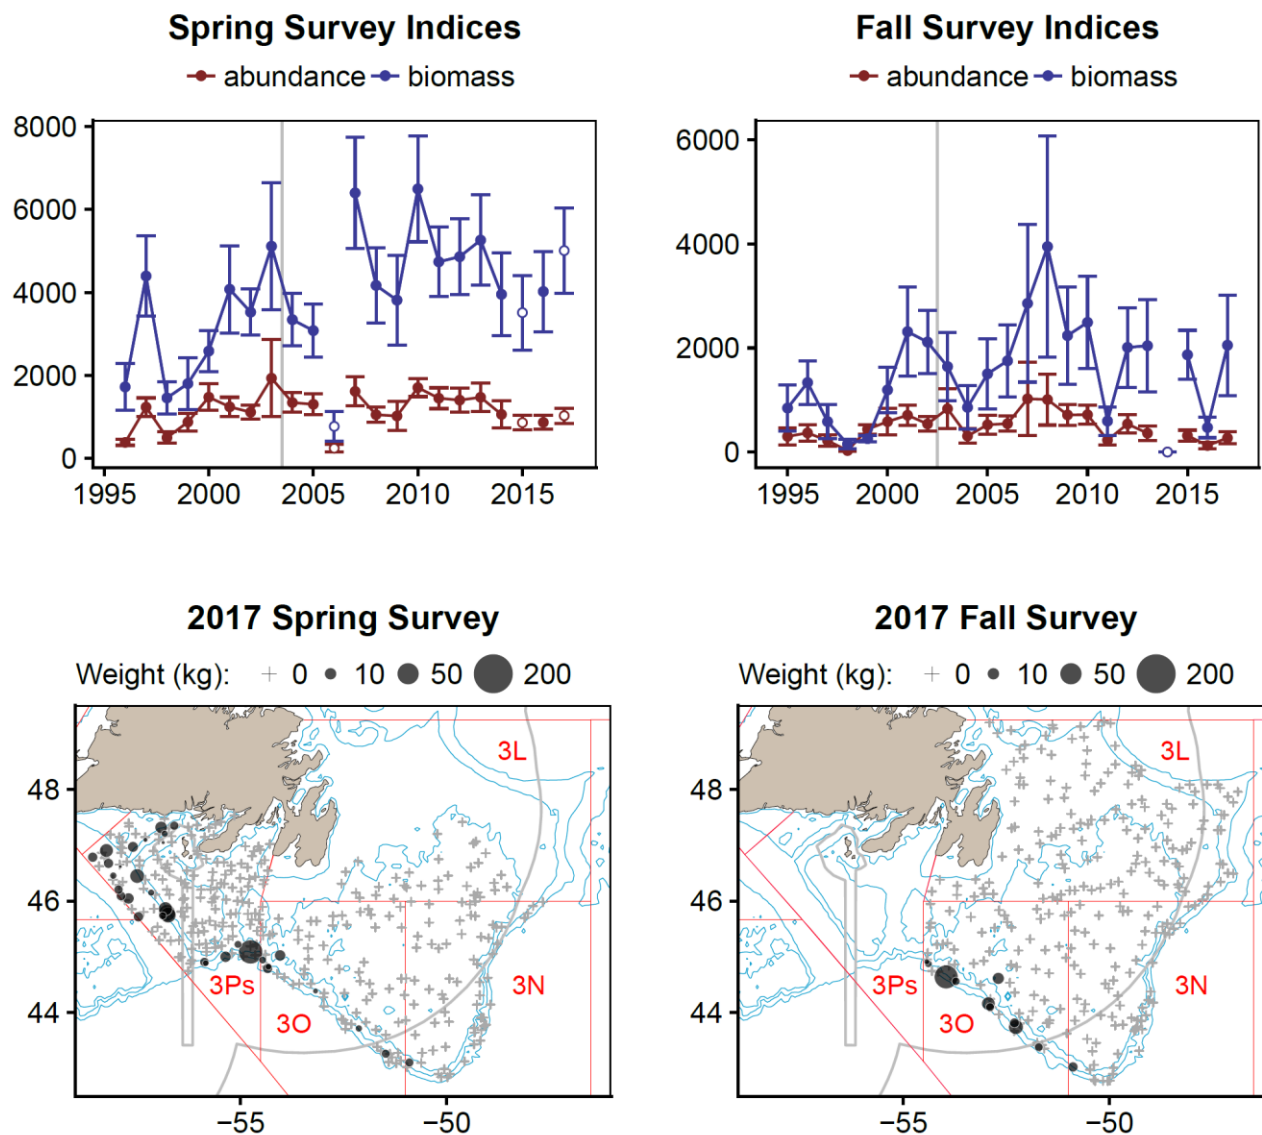 Spring Survey Indices
abundance biomass
8000
6000
4000
2000
0
1995 2000 2005 2010 2015
Fall Survey Indices
abundance biomass
6000
4000
2000
0
1995 2000 2005 2010 2015
2017 Spring Survey
Weight (kg): 0 10 50 200
48
46
44
3L
3Ps
3N
3O
−55 −50
2017 Fall Survey
Weight (kg): 0 10 50 200
48
46
44
3L
3Ps
3N
3O
−55 −50